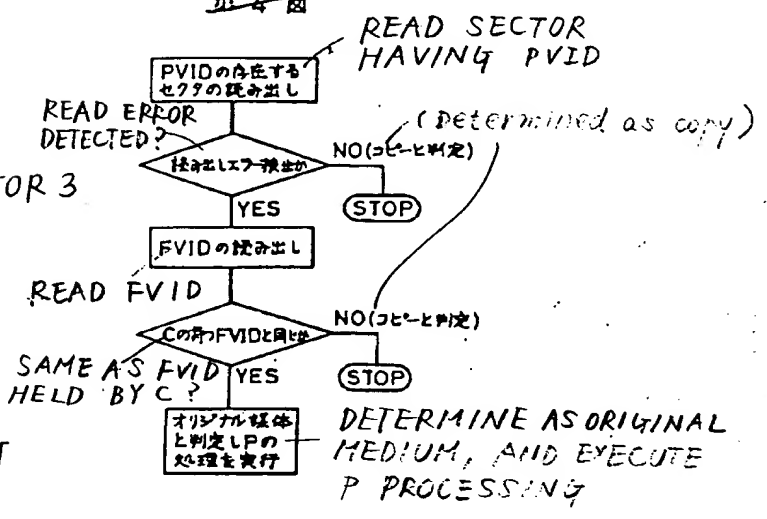 第4図
READ SECTOR
HAVING PVID
PVIDの存在する
セクタの読み出し
READ ERROR
DETECTED?
(Determined as copy)
読み出しエラー検出か
NO(コピーと判定)
TOR 3
YES
STOP
FVIDの読み出し
READ FVID
Cの持つFVIDと同じか
NO(コピーと判定)
SAME AS FVID
HELD BY C?
YES
STOP
オリジナル媒体
と判定しPの
処理を実行
DETERMINE AS ORIGINAL
MEDIUM, AND EXECUTE
P PROCESSING
T